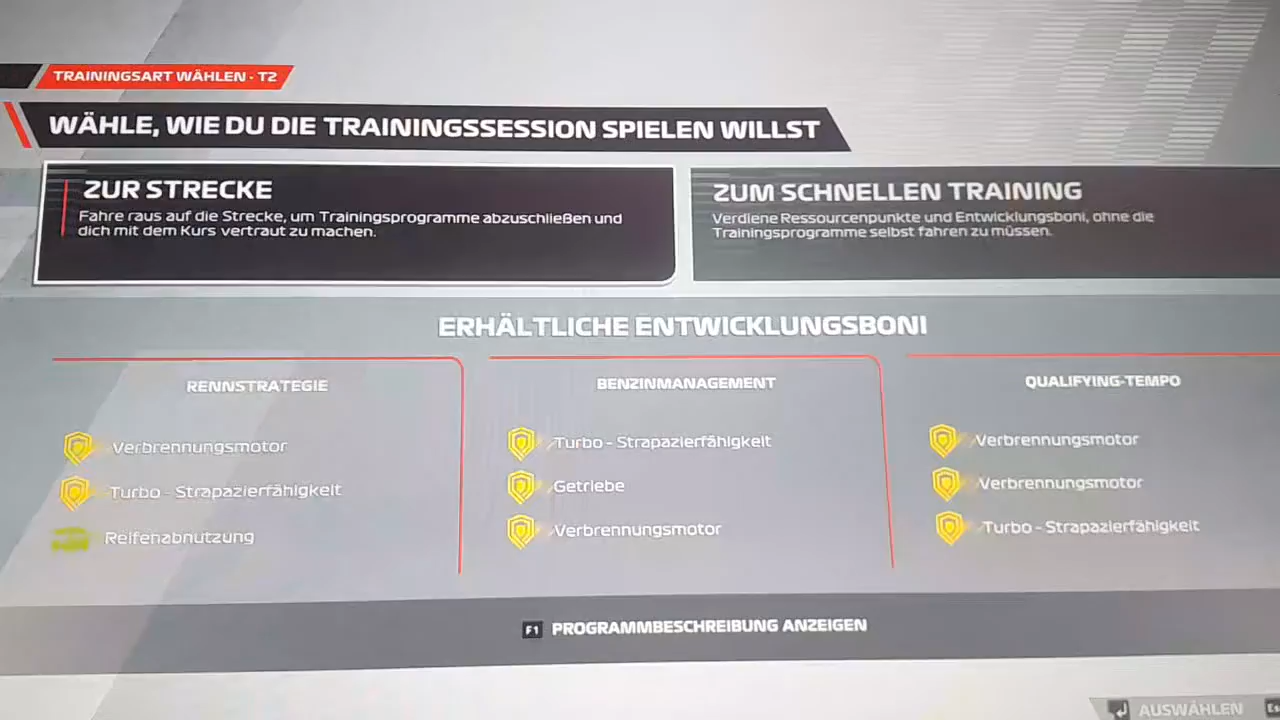 TRAININGSART WÄHLEN - T2
WÄHLE, WIE DU DIE TRAININGSSESSION SPIELEN WILLST
ZUR STRECKE
Fahre raus auf die Strecke, um Trainingsprogramme abzuschließen und
dich mit dem Kurs vertraut zu machen.
ZUM SCHNELLEN TRAINING
Verdiene Ressourcenpunkte und Entwicklungsboni, ohne die
Trainingsprogramme selbst fahren zu müssen.
ERHÄLTLICHE ENTWICKLUNGSBONI
RENNSTRATEGIE
Verbrennungsmotor
Turbo - Strapazierfähigkeit
Reifenabnutzung
BENZINMANAGEMENT
Turbo - Strapazierfähigkeit
Getriebe
Verbrennungsmotor
QUALIFYING-TEMPO
Verbrennungsmotor
Verbrennungsmotor
Turbo - Strapazierfähigkeit
F1 PROGRAMMBESCHREIBUNG ANZEIGEN
AUSWÄHLEN